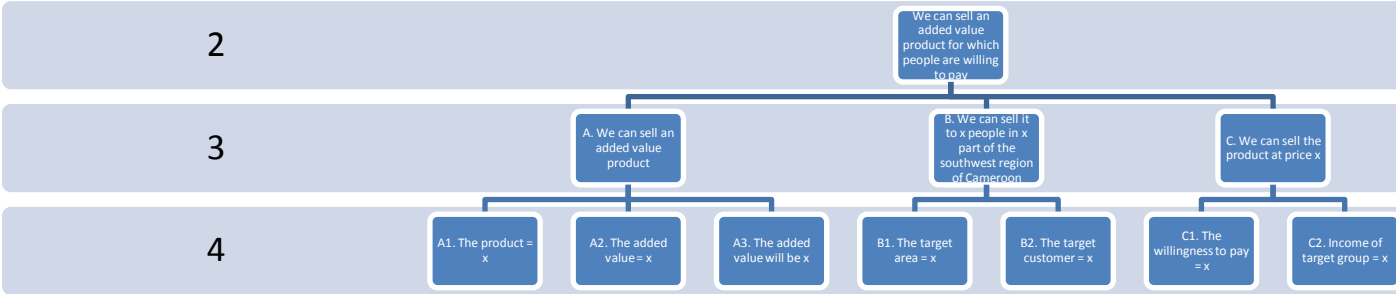 2
We can sell an
added value
product for which
people are willing
to pay
3
A. We can sell an
added value
product
B. We can sell it
to x people in x
part of the
southwest region
of Cameroon
C. We can sell the
product at price x
4
A1. The product =
x
A2. The added
value = x
A3. The added
value will be x
B1. The target
area = x
B2. The target
customer = x
C1. The
willingness to pay
= x
C2. Income of
target group = x